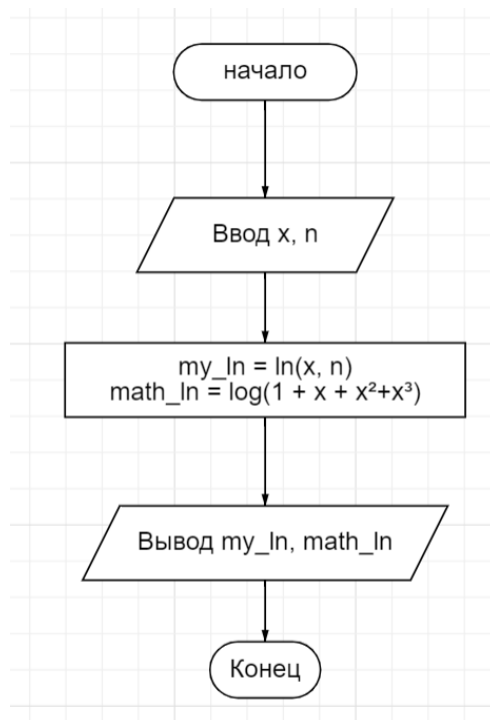 начало
Ввод x, n
my_ln = ln(x, n)
math_ln = log(1 + x + x²+x³)
Вывод my_ln, math_ln
Конец